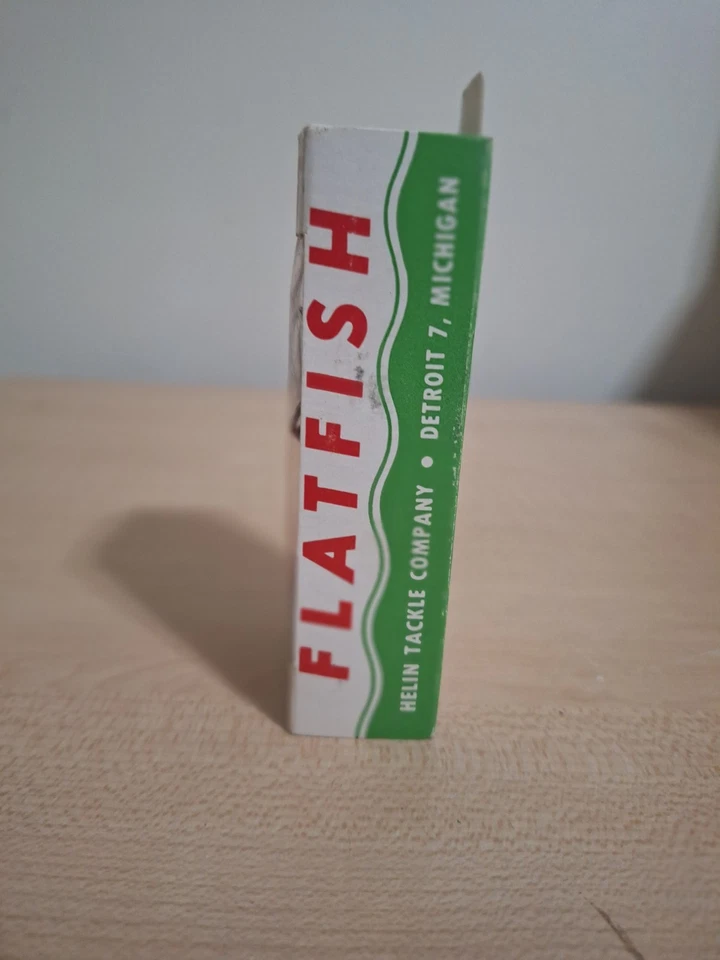 FLATFISH
HELIN TACKLE COMPANY • DETROIT 7, MICHIGAN